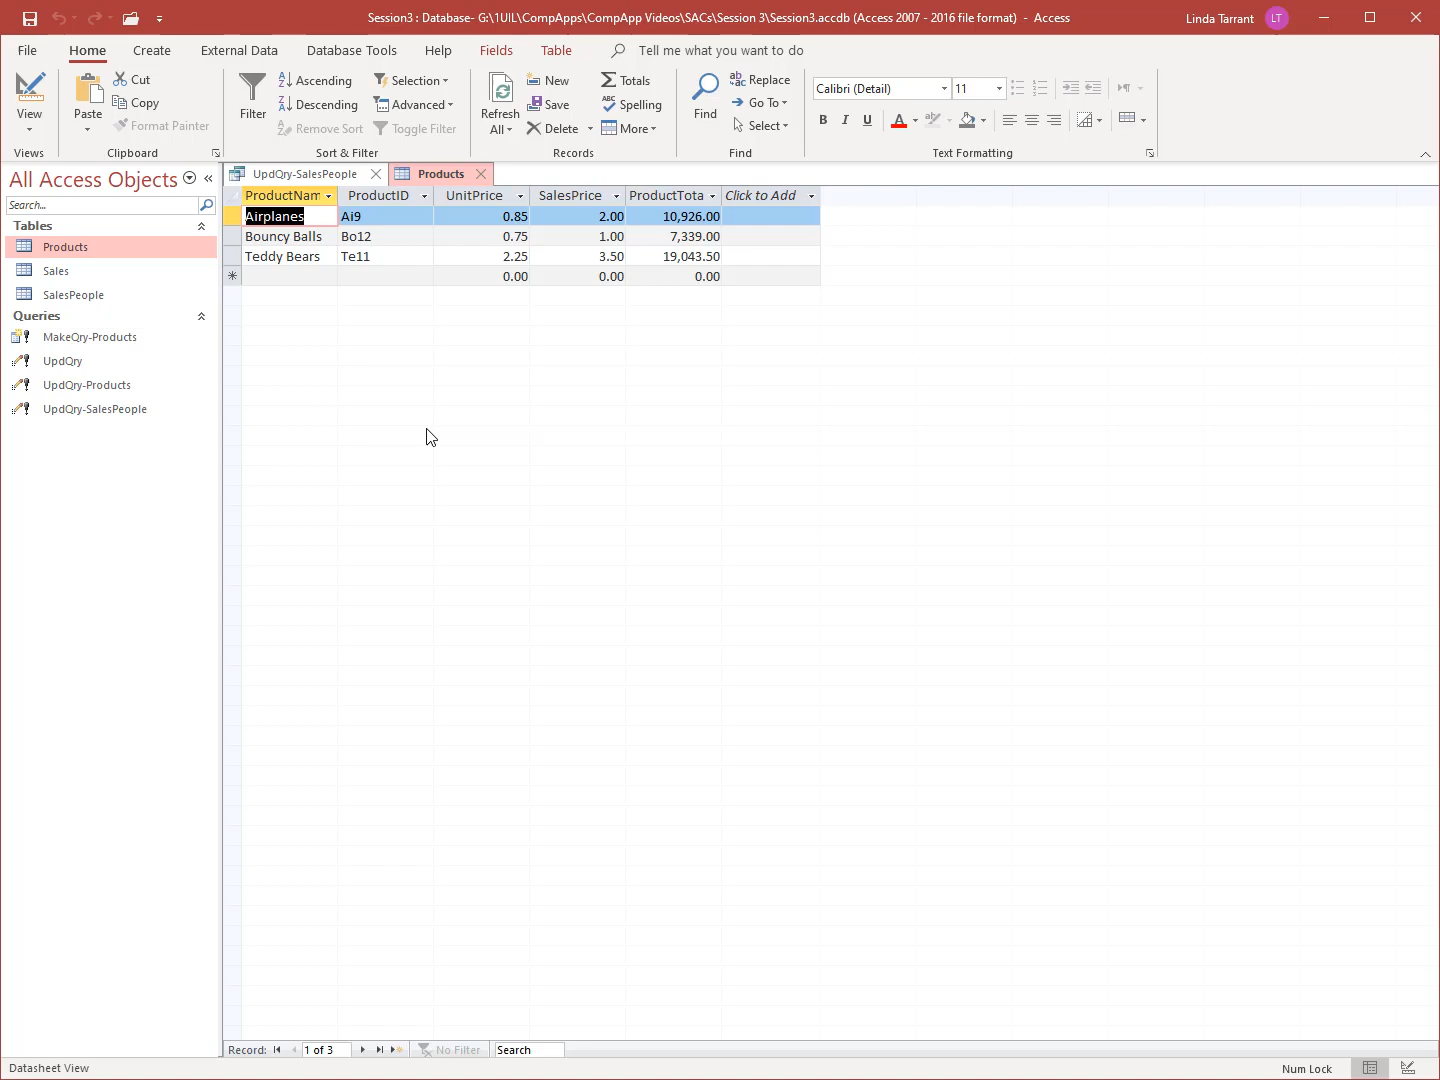 Session3 : Database- G:\1UIL\CompApps\CompApp Videos\SACs\Session 3\Session3.accdb (Access 2007 - 2016 file format) - Access
Linda Tarrant LT
File Home Create External Data Database Tools Help Fields Table Tell me what you want to do
View
Views
Paste
Cut
Copy
Format Painter
Clipboard
Filter
Ascending
Descending
Remove Sort
Selection
Advanced
Toggle Filter
Sort & Filter
Refresh
All
New
Save
Delete
Totals
Spelling
More
Records
Find
Replace
Go To
Select
Find
Calibri (Detail) 11
B I U A
Text Formatting
All Access Objects
Search...
Tables
Products
Sales
SalesPeople
Queries
MakeQry-Products
UpdQry
UpdQry-Products
UpdQry-SalesPeople
UpdQry-SalesPeople Products
ProductNam ProductID UnitPrice SalesPrice ProductTota Click to Add
Airplanes Ai9 0.85 2.00 10,926.00
Bouncy Balls Bo12 0.75 1.00 7,339.00
Teddy Bears Te11 2.25 3.50 19,043.50
0.00 0.00 0.00
Record: 1 of 3 No Filter Search
Datasheet View Num Lock